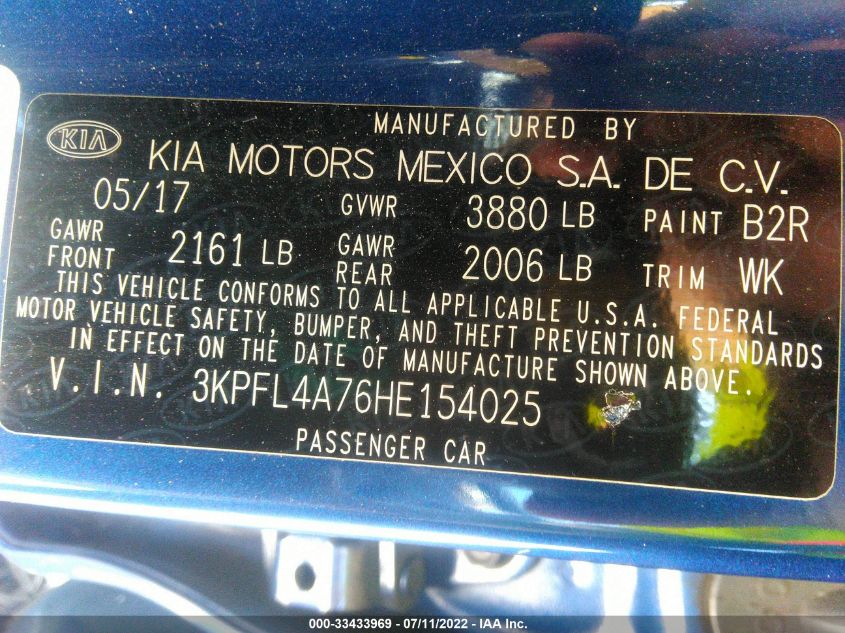 KIA
MANUFACTURED BY
KIA MOTORS MEXICO S.A. DE C.V.
05/17 GVWR 3880 LB PAINT B2R
GAWR FRONT 2161 LB GAWR REAR 2006 LB TRIM WK
THIS VEHICLE CONFORMS TO ALL APPLICABLE U.S.A. FEDERAL
MOTOR VEHICLE SAFETY, BUMPER, AND THEFT PREVENTION STANDARDS
IN EFFECT ON THE DATE OF MANUFACTURE SHOWN ABOVE.
V.I.N. 3KPFL4A76HE154025
PASSENGER CAR
000-33433969 - 07/11/2022 - IAA Inc.